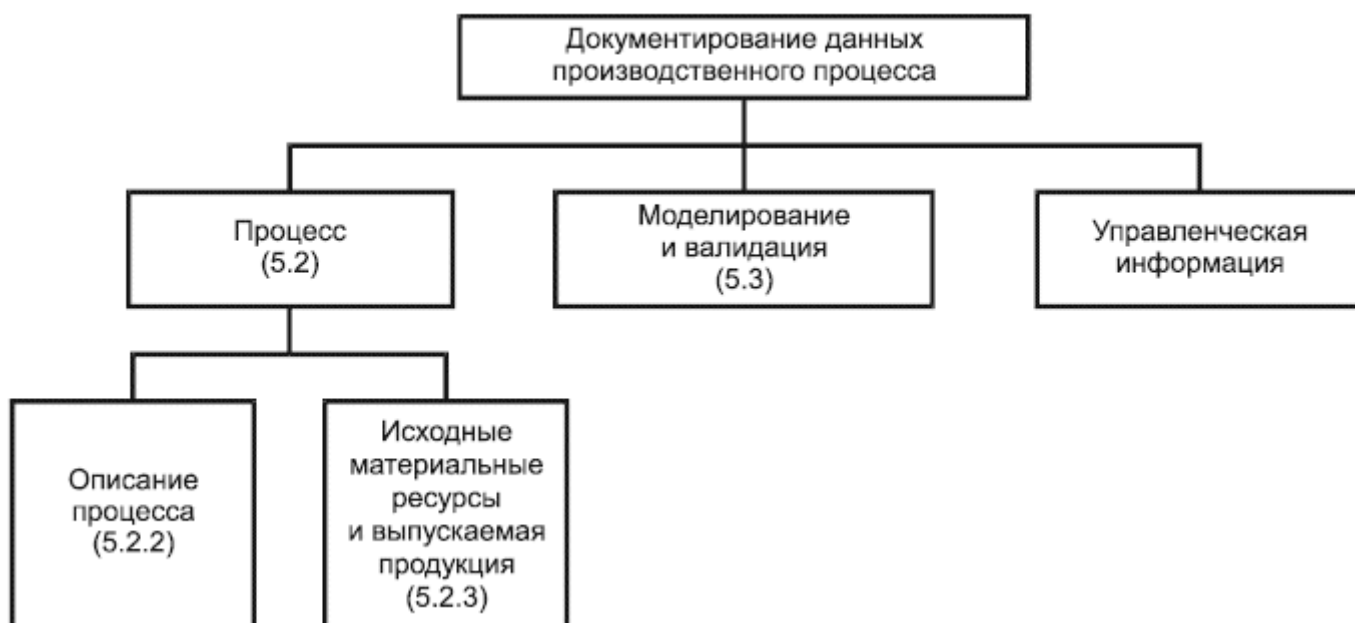 Документирование данных
производственного процесса
Процесс
(5.2)
Моделирование
и валидация
(5.3)
Управленческая
информация
Описание
процесса
(5.2.2)
Исходные
материальные
ресурсы
и выпускаемая
продукция
(5.2.3)